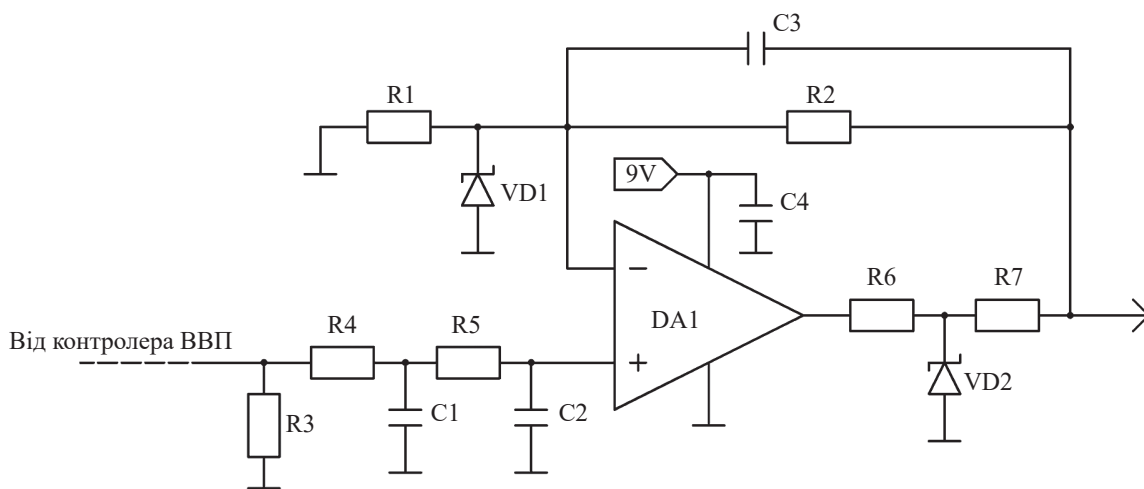 C3
R1
R2
9V
VD1
C4
R6
R7
DA1
R4
R5
Від контролера ВВП
VD2
R3
C1
C2
−
+